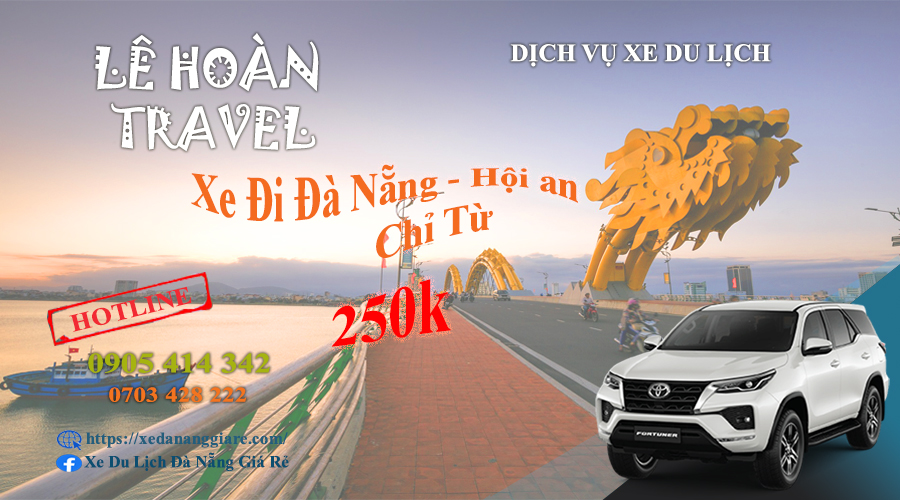 LÊ HOÀN
TRAVEL
DỊCH VỤ XE DU LỊCH
Xe Đi Đà Nẵng - Hội an
Chỉ Từ
250k
HOTLINE
0905 414 342
0703 428 222
https://xedananggiare.com/
Xe Du Lịch Đà Nẵng Giá Rẻ
FORTUNER